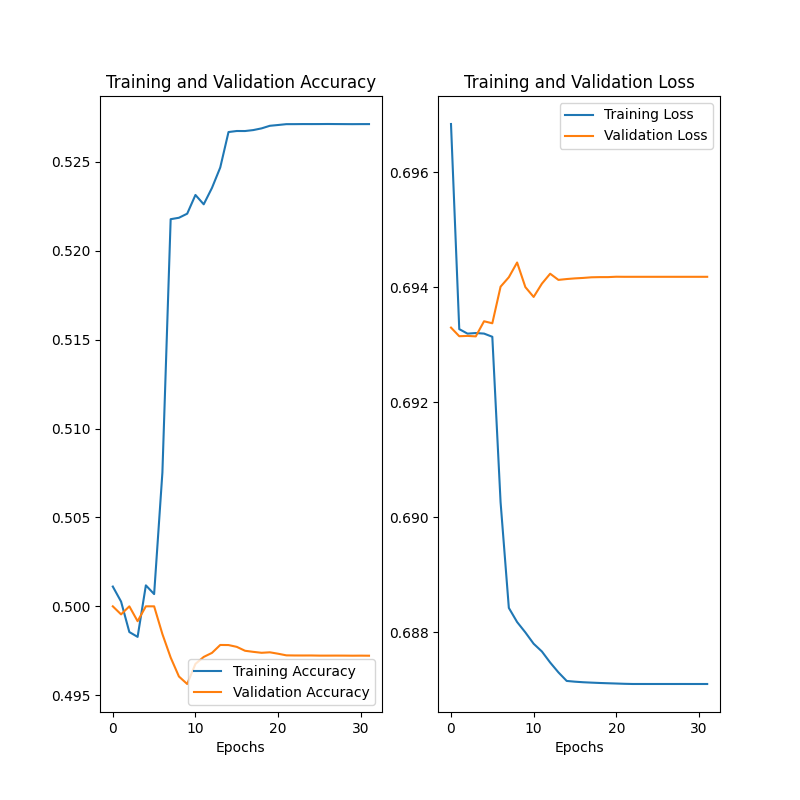 Training and Validation Accuracy
0.525
0.520
0.515
0.510
0.505
0.500
0.495
Training Accuracy
Validation Accuracy
0 10 20 30
Epochs
Training and Validation Loss
Training Loss
Validation Loss
0.696
0.694
0.692
0.690
0.688
0 10 20 30
Epochs